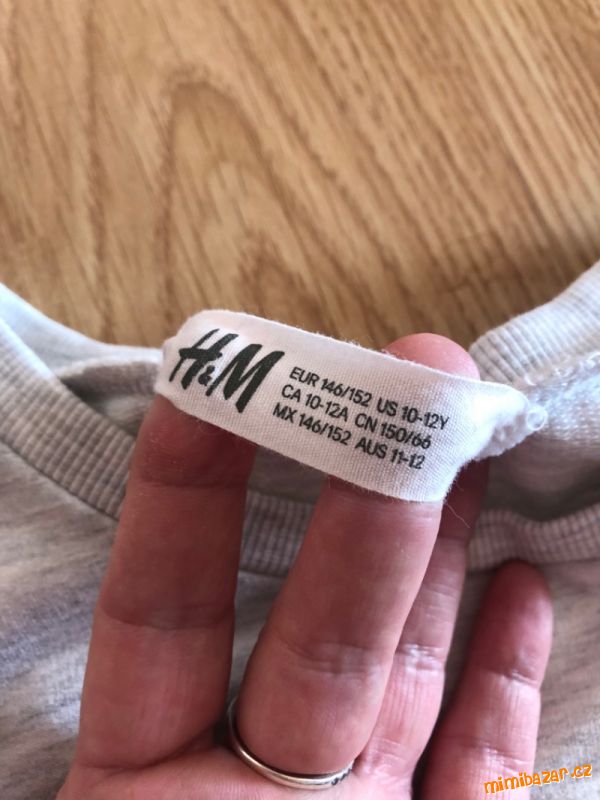 H&M
EUR 146/152 US 10-12Y
CA 10-12A CN 150/66
MX 146/152 AUS 11-12
mimibazar.cz